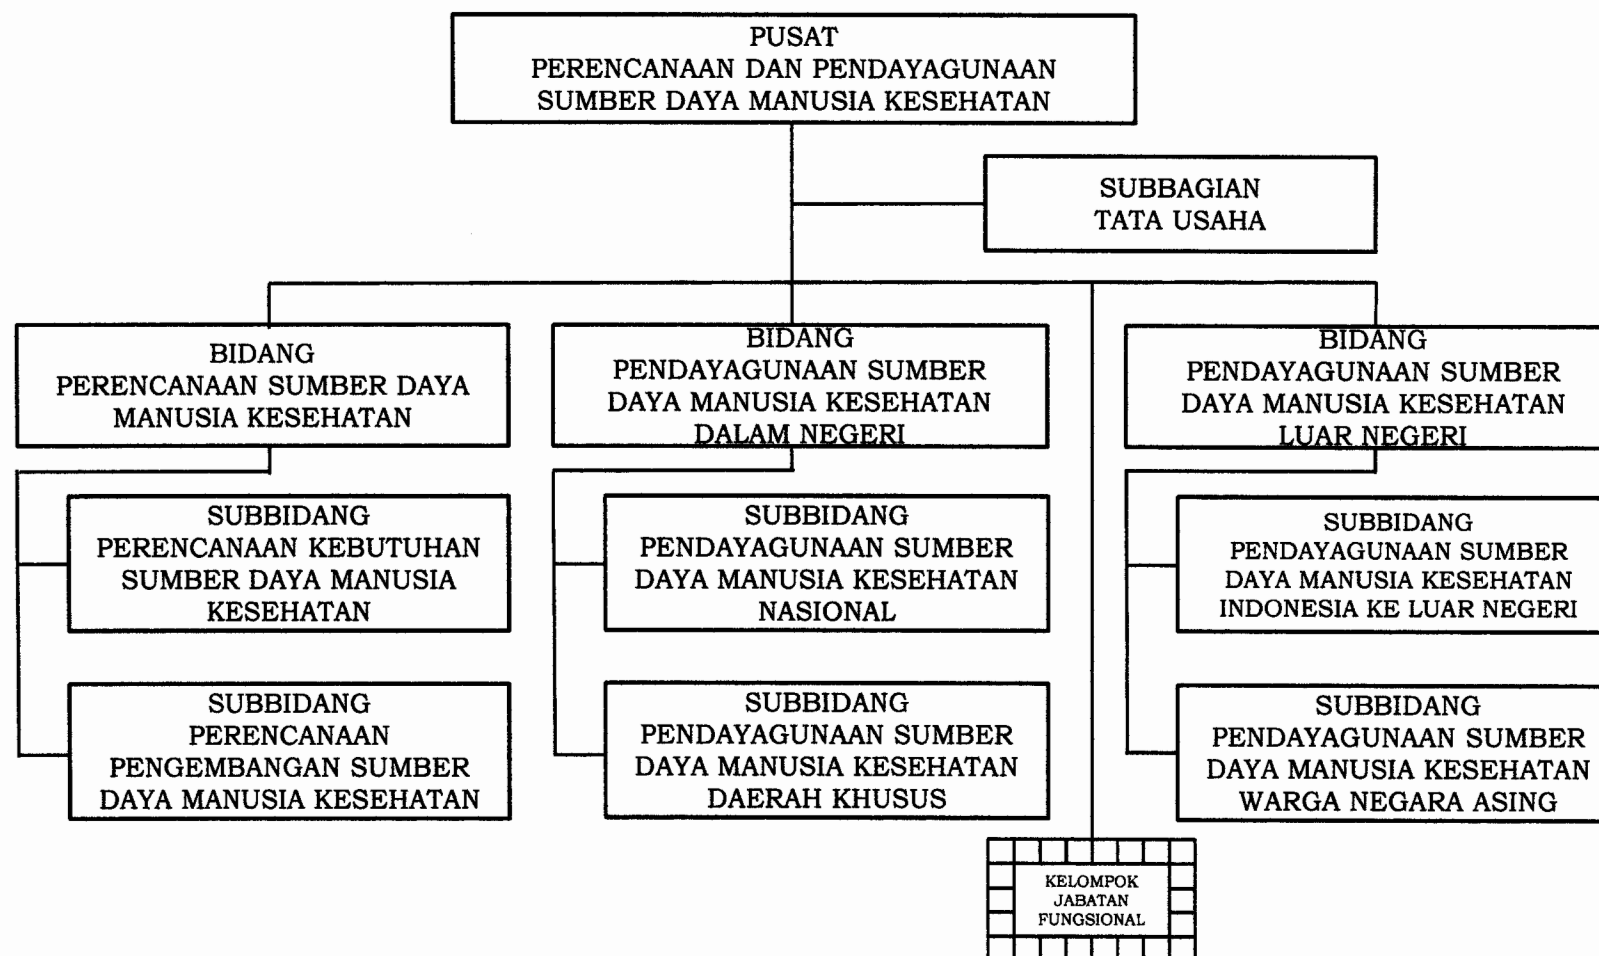 PUSAT
PERENCANAAN DAN PENDAYAGUNAAN
SUMBER DAYA MANUSIA KESEHATAN
SUBBAGIAN
TATA USAHA
BIDANG
PERENCANAAN SUMBER DAYA
MANUSIA KESEHATAN
BIDANG
PENDAYAGUNAAN SUMBER
DAYA MANUSIA KESEHATAN
DALAM NEGERI
BIDANG
PENDAYAGUNAAN SUMBER
DAYA MANUSIA KESEHATAN
LUAR NEGERI
SUBBIDANG
PERENCANAAN KEBUTUHAN
SUMBER DAYA MANUSIA
KESEHATAN
SUBBIDANG
PENDAYAGUNAAN SUMBER
DAYA MANUSIA KESEHATAN
NASIONAL
SUBBIDANG
PENDAYAGUNAAN SUMBER
DAYA MANUSIA KESEHATAN
INDONESIA KE LUAR NEGERI
SUBBIDANG
PERENCANAAN
PENGEMBANGAN SUMBER
DAYA MANUSIA KESEHATAN
SUBBIDANG
PENDAYAGUNAAN SUMBER
DAYA MANUSIA KESEHATAN
DAERAH KHUSUS
SUBBIDANG
PENDAYAGUNAAN SUMBER
DAYA MANUSIA KESEHATAN
WARGA NEGARA ASING
KELOMPOK
JABATAN
FUNGSIONAL